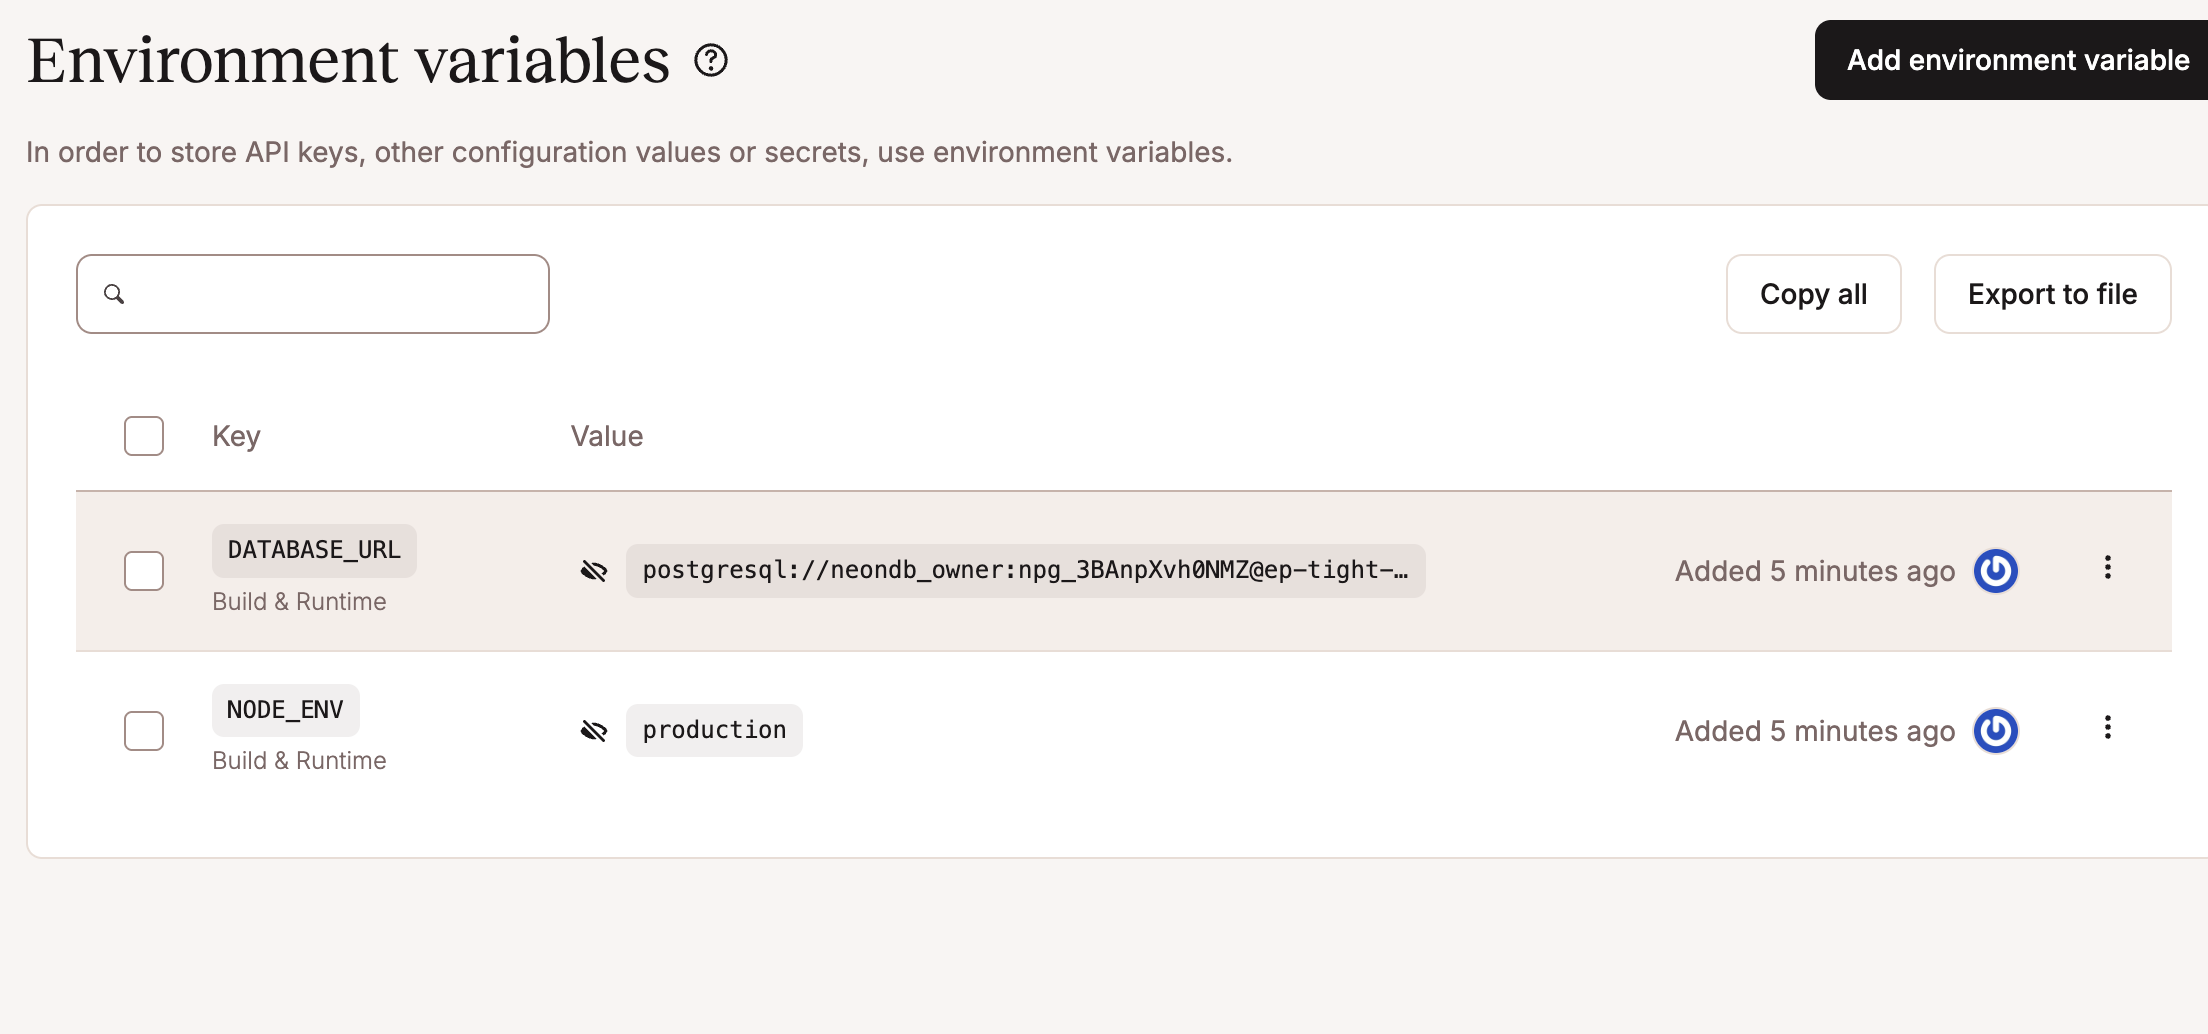 Environment variables
Add environment variable
In order to store API keys, other configuration values or secrets, use environment variables.
Copy all
Export to file
Key Value
DATABASE_URL
Build & Runtime
postgresql://neondb_owner:npg_3BAnpXvh0NMZ@ep-tight-…
Added 5 minutes ago
NODE_ENV
Build & Runtime
production
Added 5 minutes ago